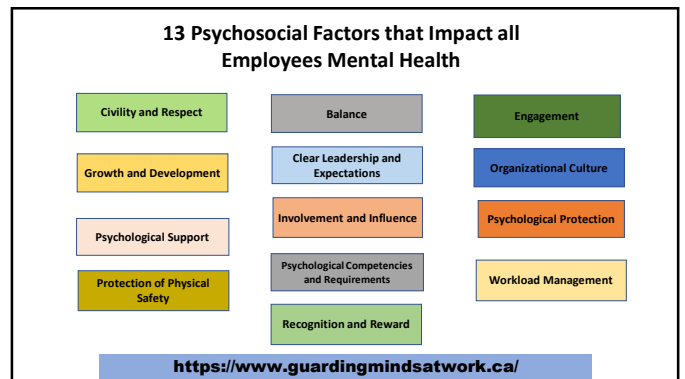 13 Psychosocial Factors that Impact all
Employees Mental Health
Civility and Respect
Growth and Development
Psychological Support
Protection of Physical
Safety
Balance
Clear Leadership and
Expectations
Involvement and Influence
Psychological Competencies
and Requirements
Recognition and Reward
Engagement
Organizational Culture
Psychological Protection
Workload Management
https://www.guardingmindsatwork.ca/